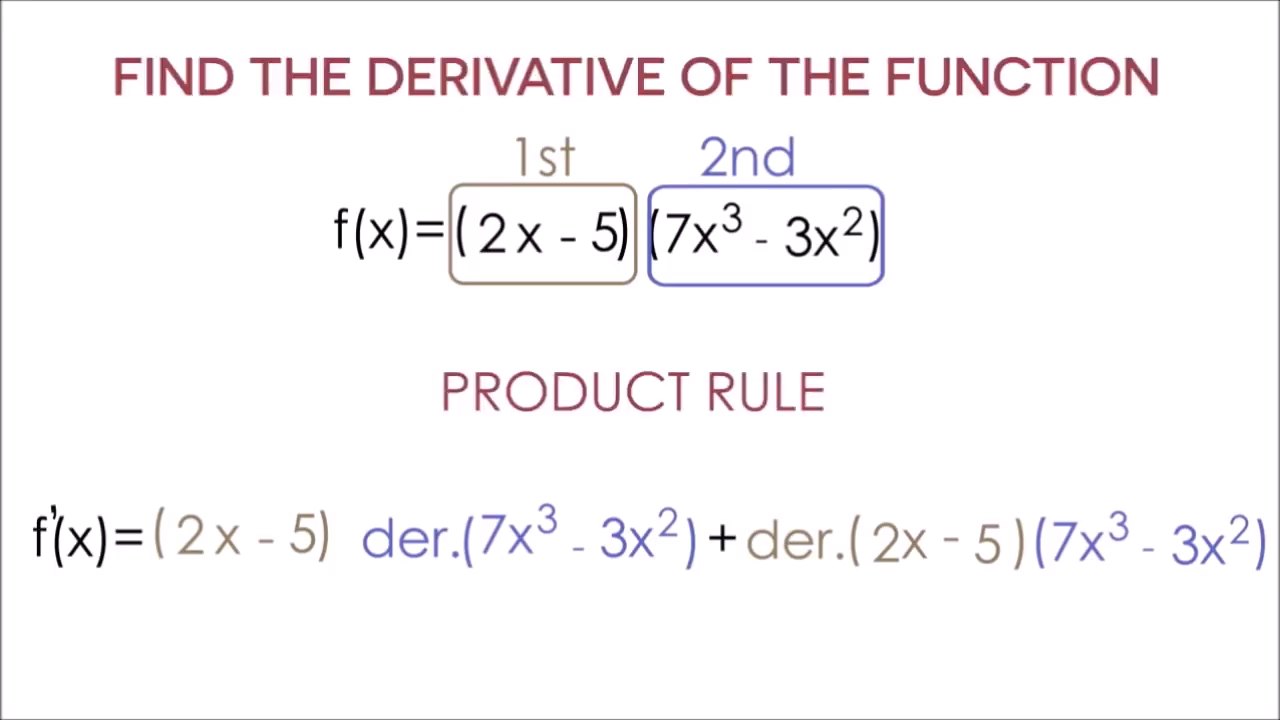 FIND THE DERIVATIVE OF THE FUNCTION
1st 2nd
f(x)=(2x - 5) (7x³ - 3x²)
PRODUCT RULE
f'(x)=(2x - 5) der.(7x³ - 3x²)+der.(2x - 5)(7x³ - 3x²)